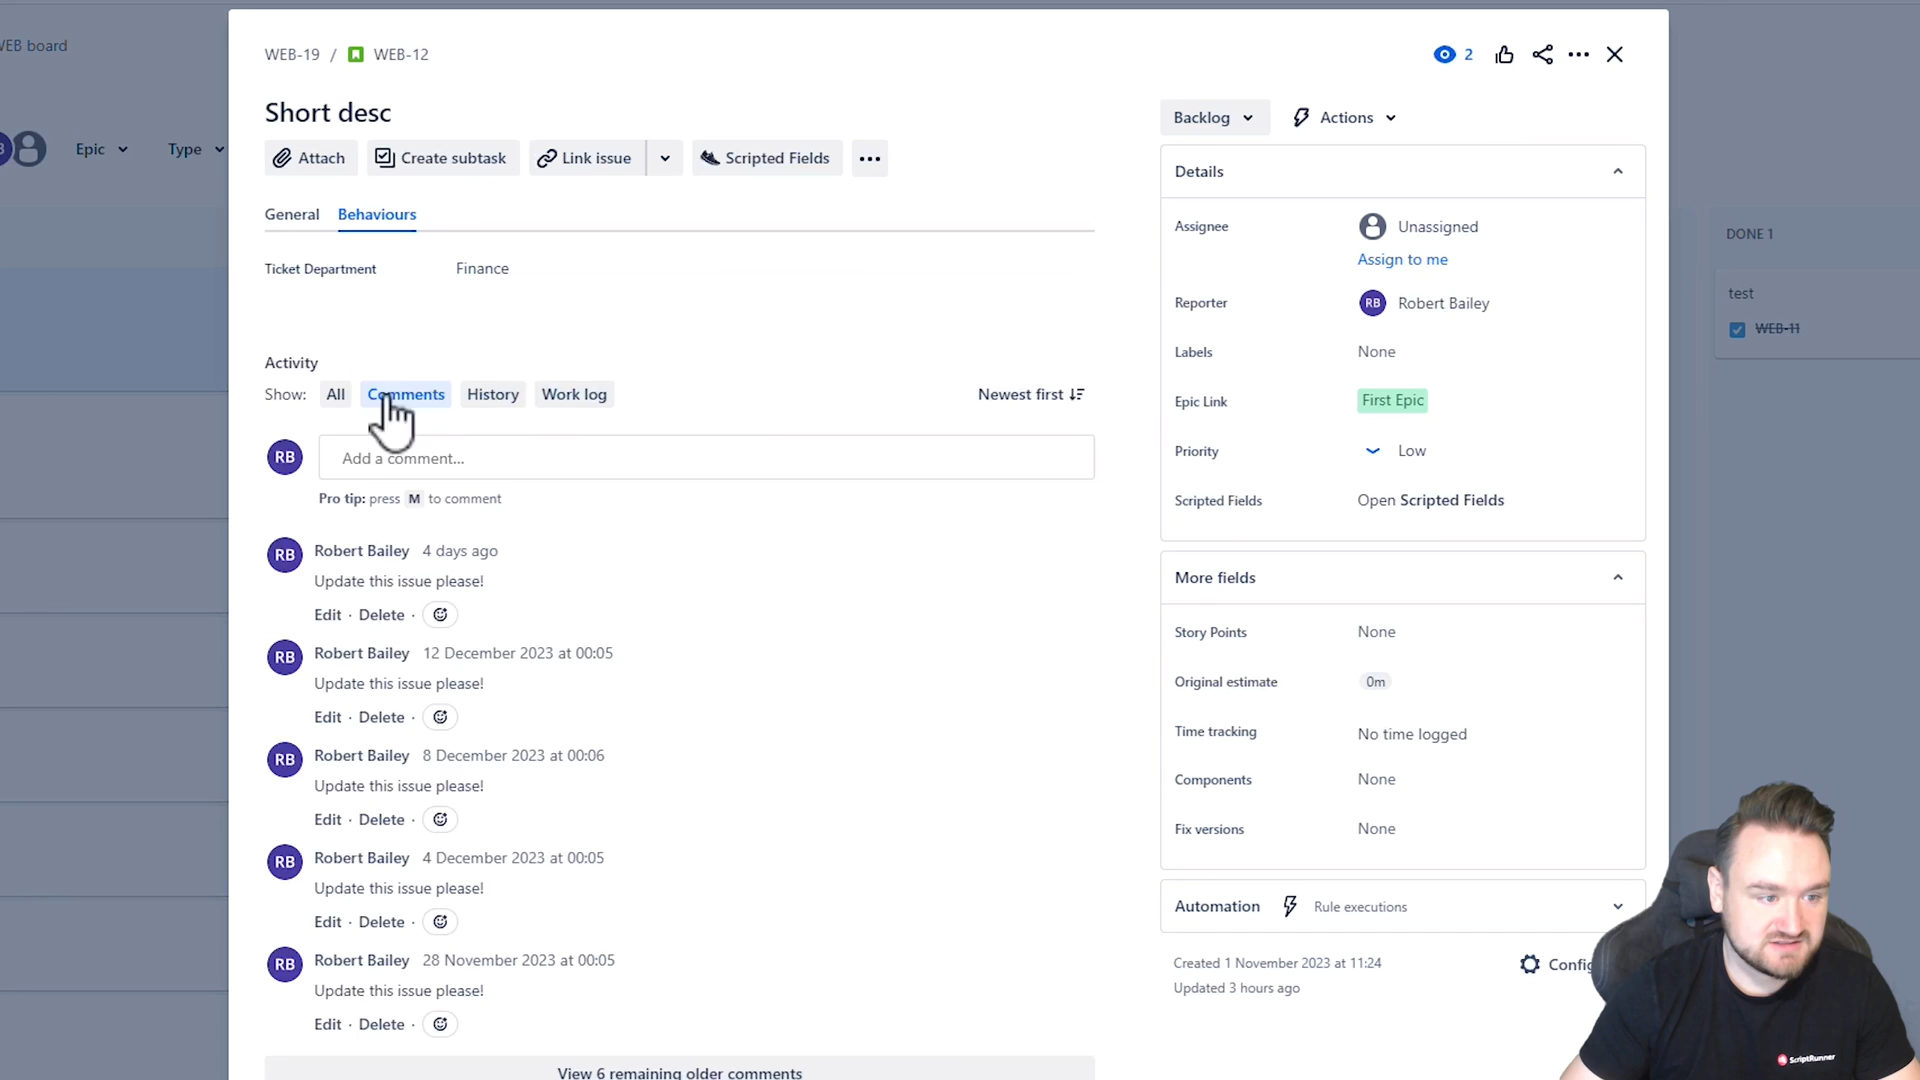 WEB board
WEB-19 / WEB-12
2
Short desc
Backlog
Actions
B
Epic
Type
Attach
Create subtask
Link issue
Scripted Fields
Details
General
Behaviours
Assignee
Unassigned
Assign to me
DONE 1
Ticket Department
Finance
Reporter
RB
Robert Bailey
test
WEB-11
Labels
None
Activity
Show:
All
Comments
History
Work log
Newest first
Epic Link
First Epic
RB
Add a comment...
Priority
Low
Pro tip: press M to comment
Scripted Fields
Open Scripted Fields
RB
Robert Bailey 4 days ago
Update this issue please!
Edit · Delete ·
More fields
RB
Robert Bailey 12 December 2023 at 00:05
Update this issue please!
Edit · Delete ·
Story Points
None
Original estimate
0m
RB
Robert Bailey 8 December 2023 at 00:06
Update this issue please!
Edit · Delete ·
Time tracking
No time logged
Components
None
Fix versions
None
RB
Robert Bailey 4 December 2023 at 00:05
Update this issue please!
Edit · Delete ·
Automation
Rule executions
RB
Robert Bailey 28 November 2023 at 00:05
Update this issue please!
Edit · Delete ·
Created 1 November 2023 at 11:24
Updated 3 hours ago
Config
View 6 remaining older comments
ScriptRunner